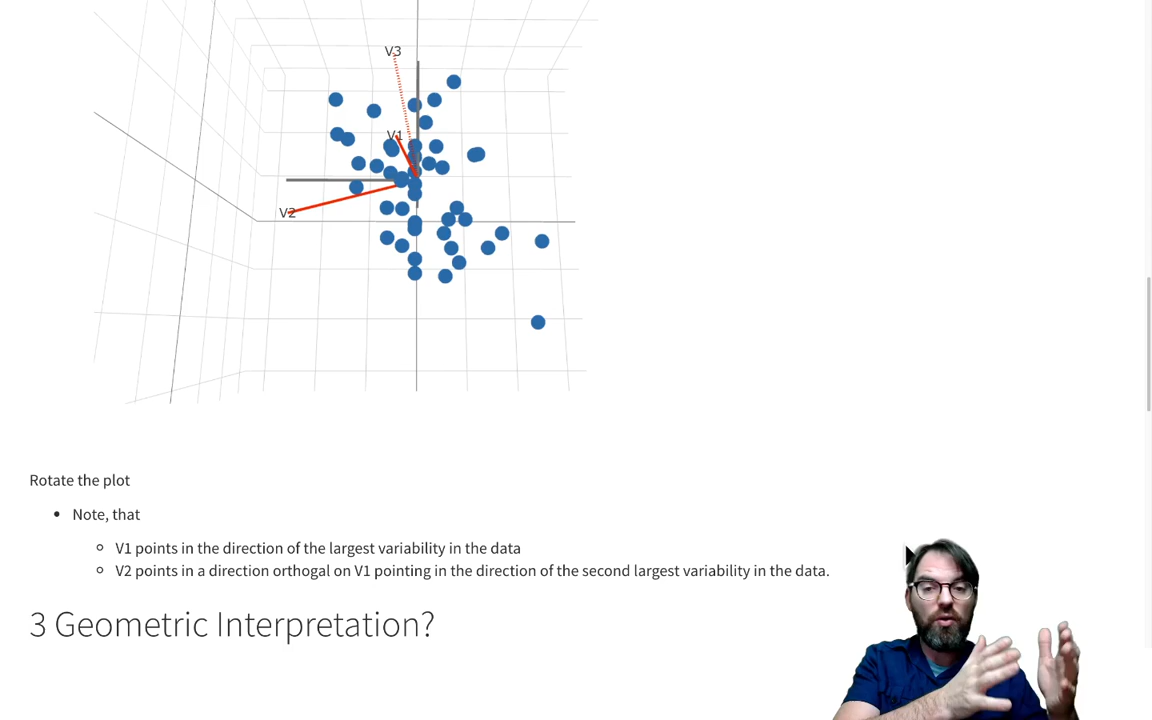 V3
V1
V2
Rotate the plot
Note, that
V1 points in the direction of the largest variability in the data
V2 points in a direction orthogal on V1 pointing in the direction of the second largest variability in the data.
3 Geometric Interpretation?